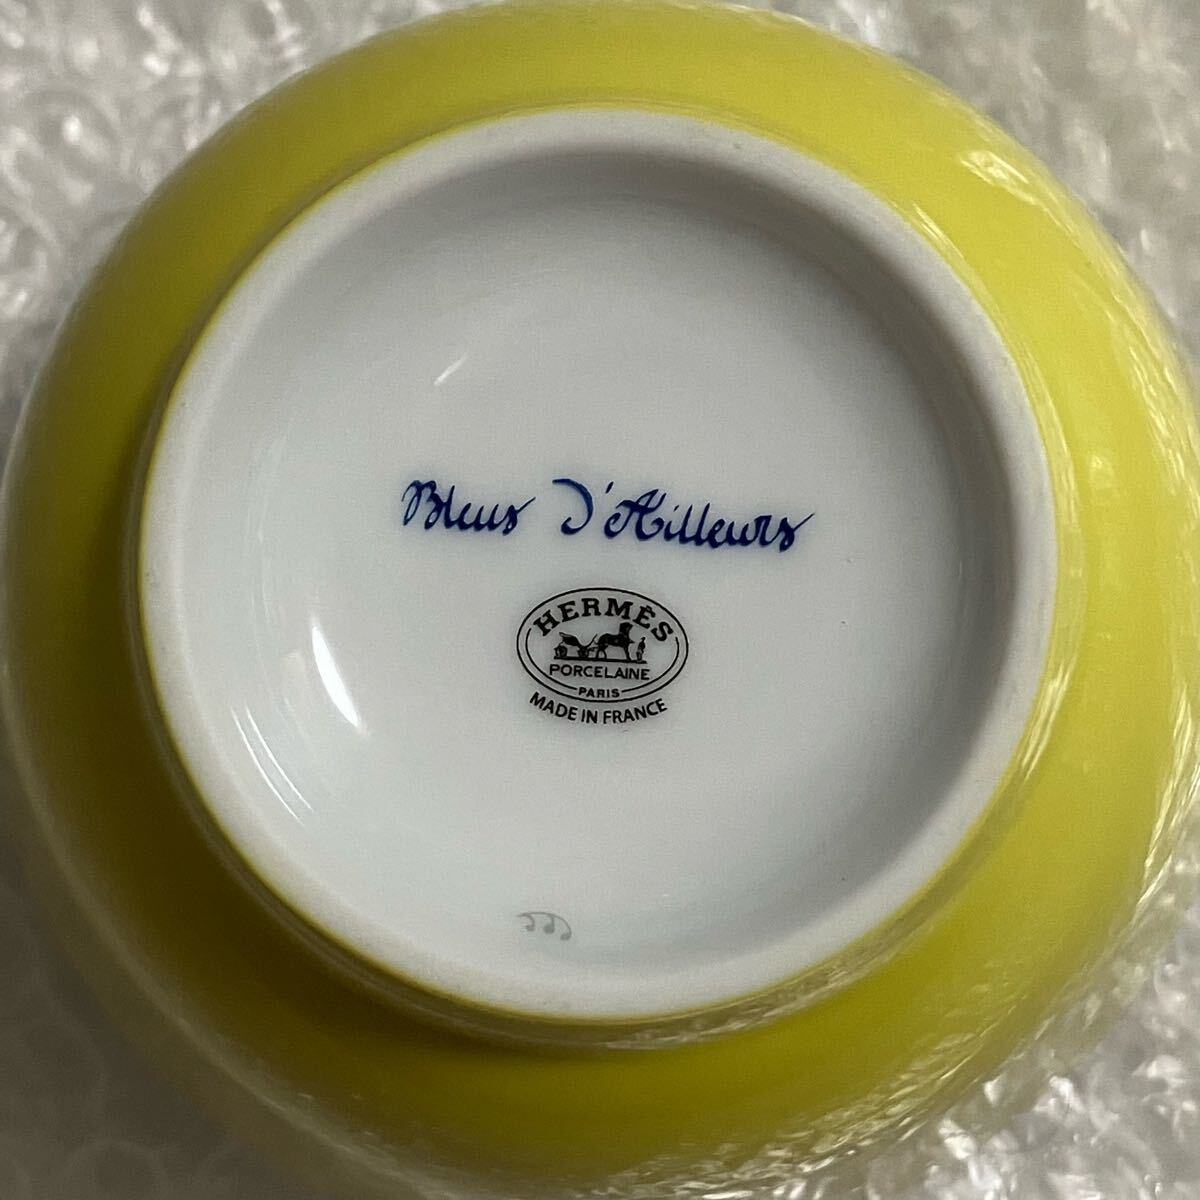 Bleus D'Ailleurs
HERMÈS
PORCELAINE
PARIS
MADE IN FRANCE